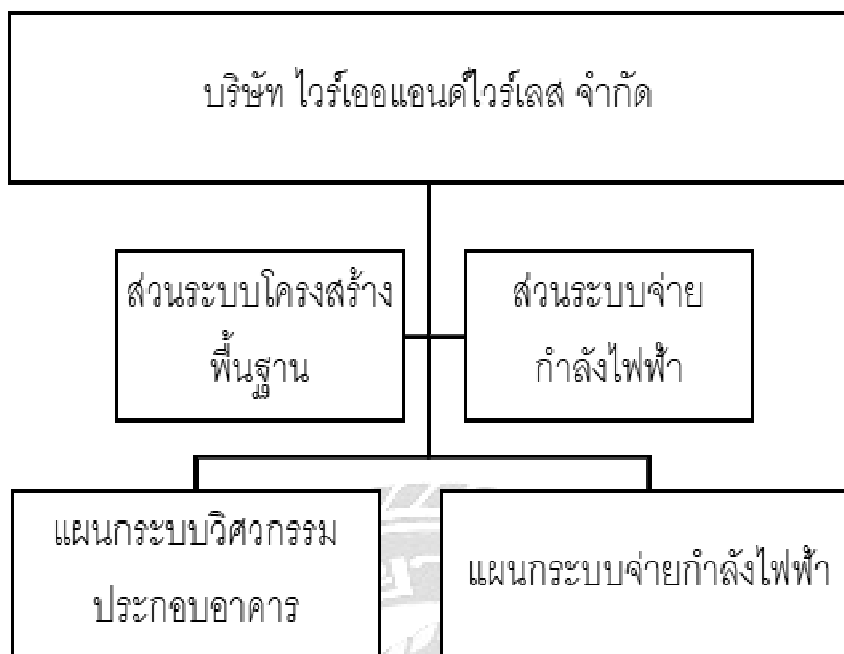 บริษัท ไวร์เออแอนด์ไวร์เลส จำกัด
ส่วนระบบโครงสร้าง
พื้นฐาน
ส่วนระบบจ่าย
กำลังไฟฟ้า
แผนกระบบวิศวกรรม
ประกอบอาคาร
แผนกระบบจ่ายกำลังไฟฟ้า